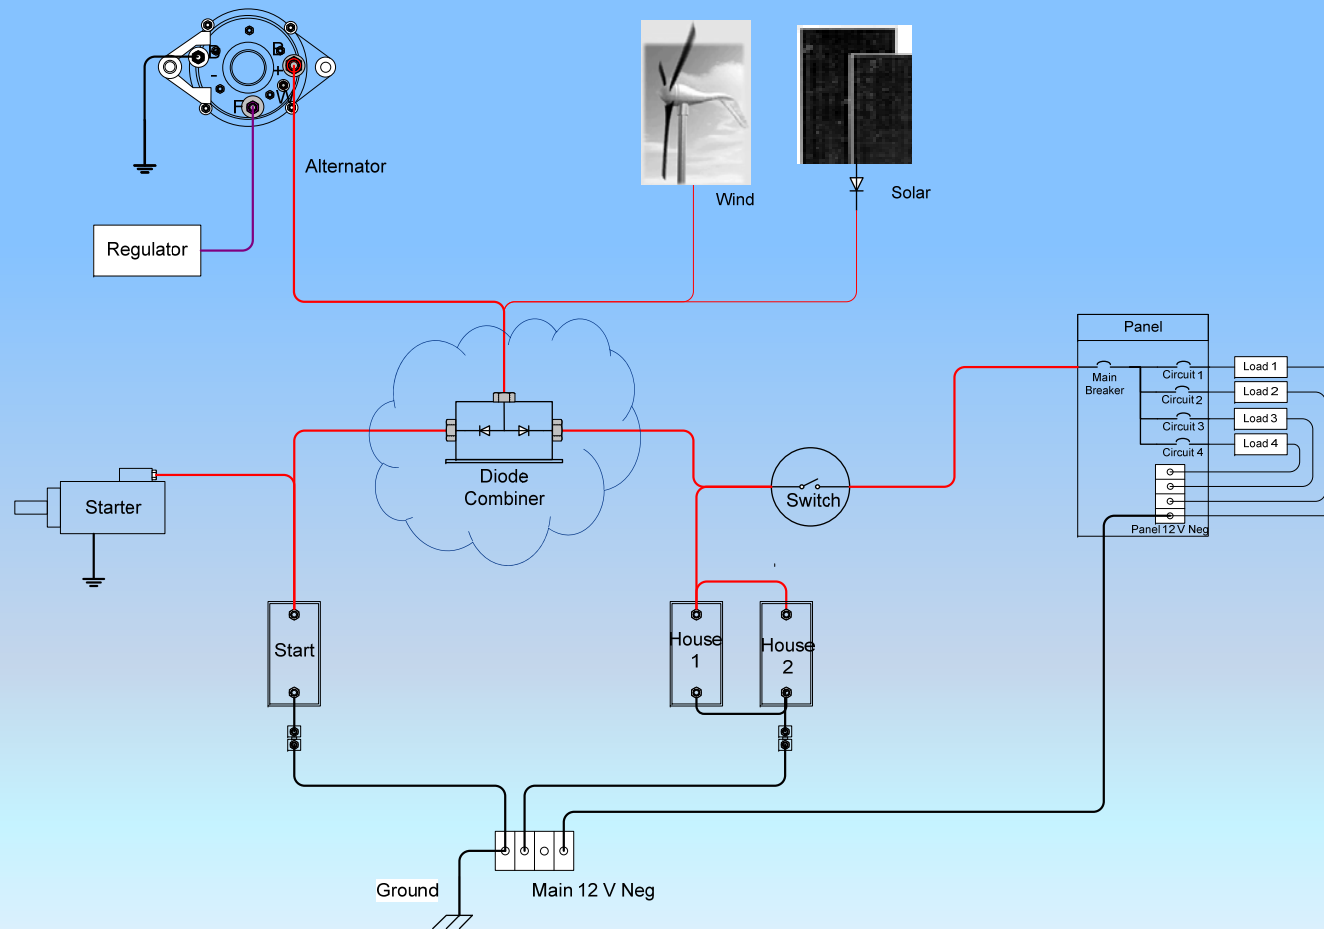 B
+
-
W
F
Alternator
Regulator
Wind
Solar
Panel
Main
Breaker
Circuit 1
Circuit 2
Circuit 3
Circuit 4
Load 1
Load 2
Load 3
Load 4
Panel 12 V Neg
Diode
Combiner
Switch
Starter
Start
House
1
House
2
Ground
Main 12 V Neg